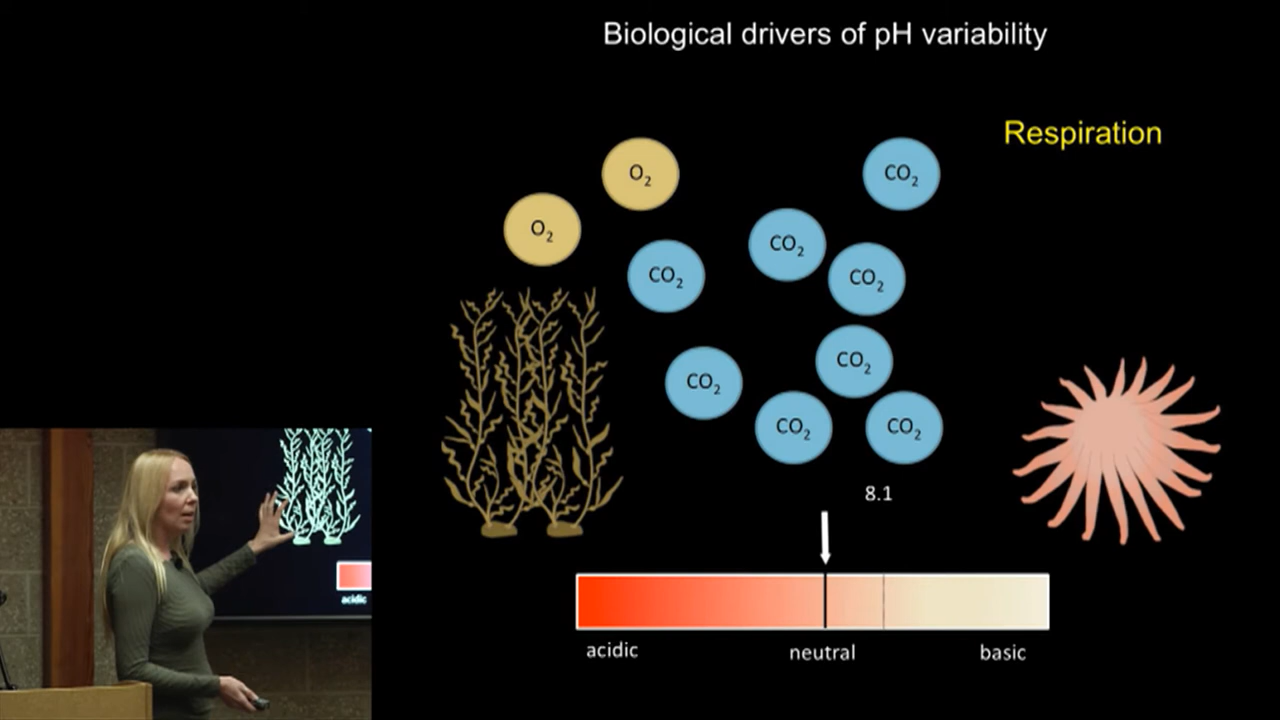 Biological drivers of pH variability
Respiration
O₂
CO₂
O₂
CO₂
CO₂
CO₂
CO₂
CO₂
CO₂
CO₂
8.1
acidic
neutral
basic
acidic